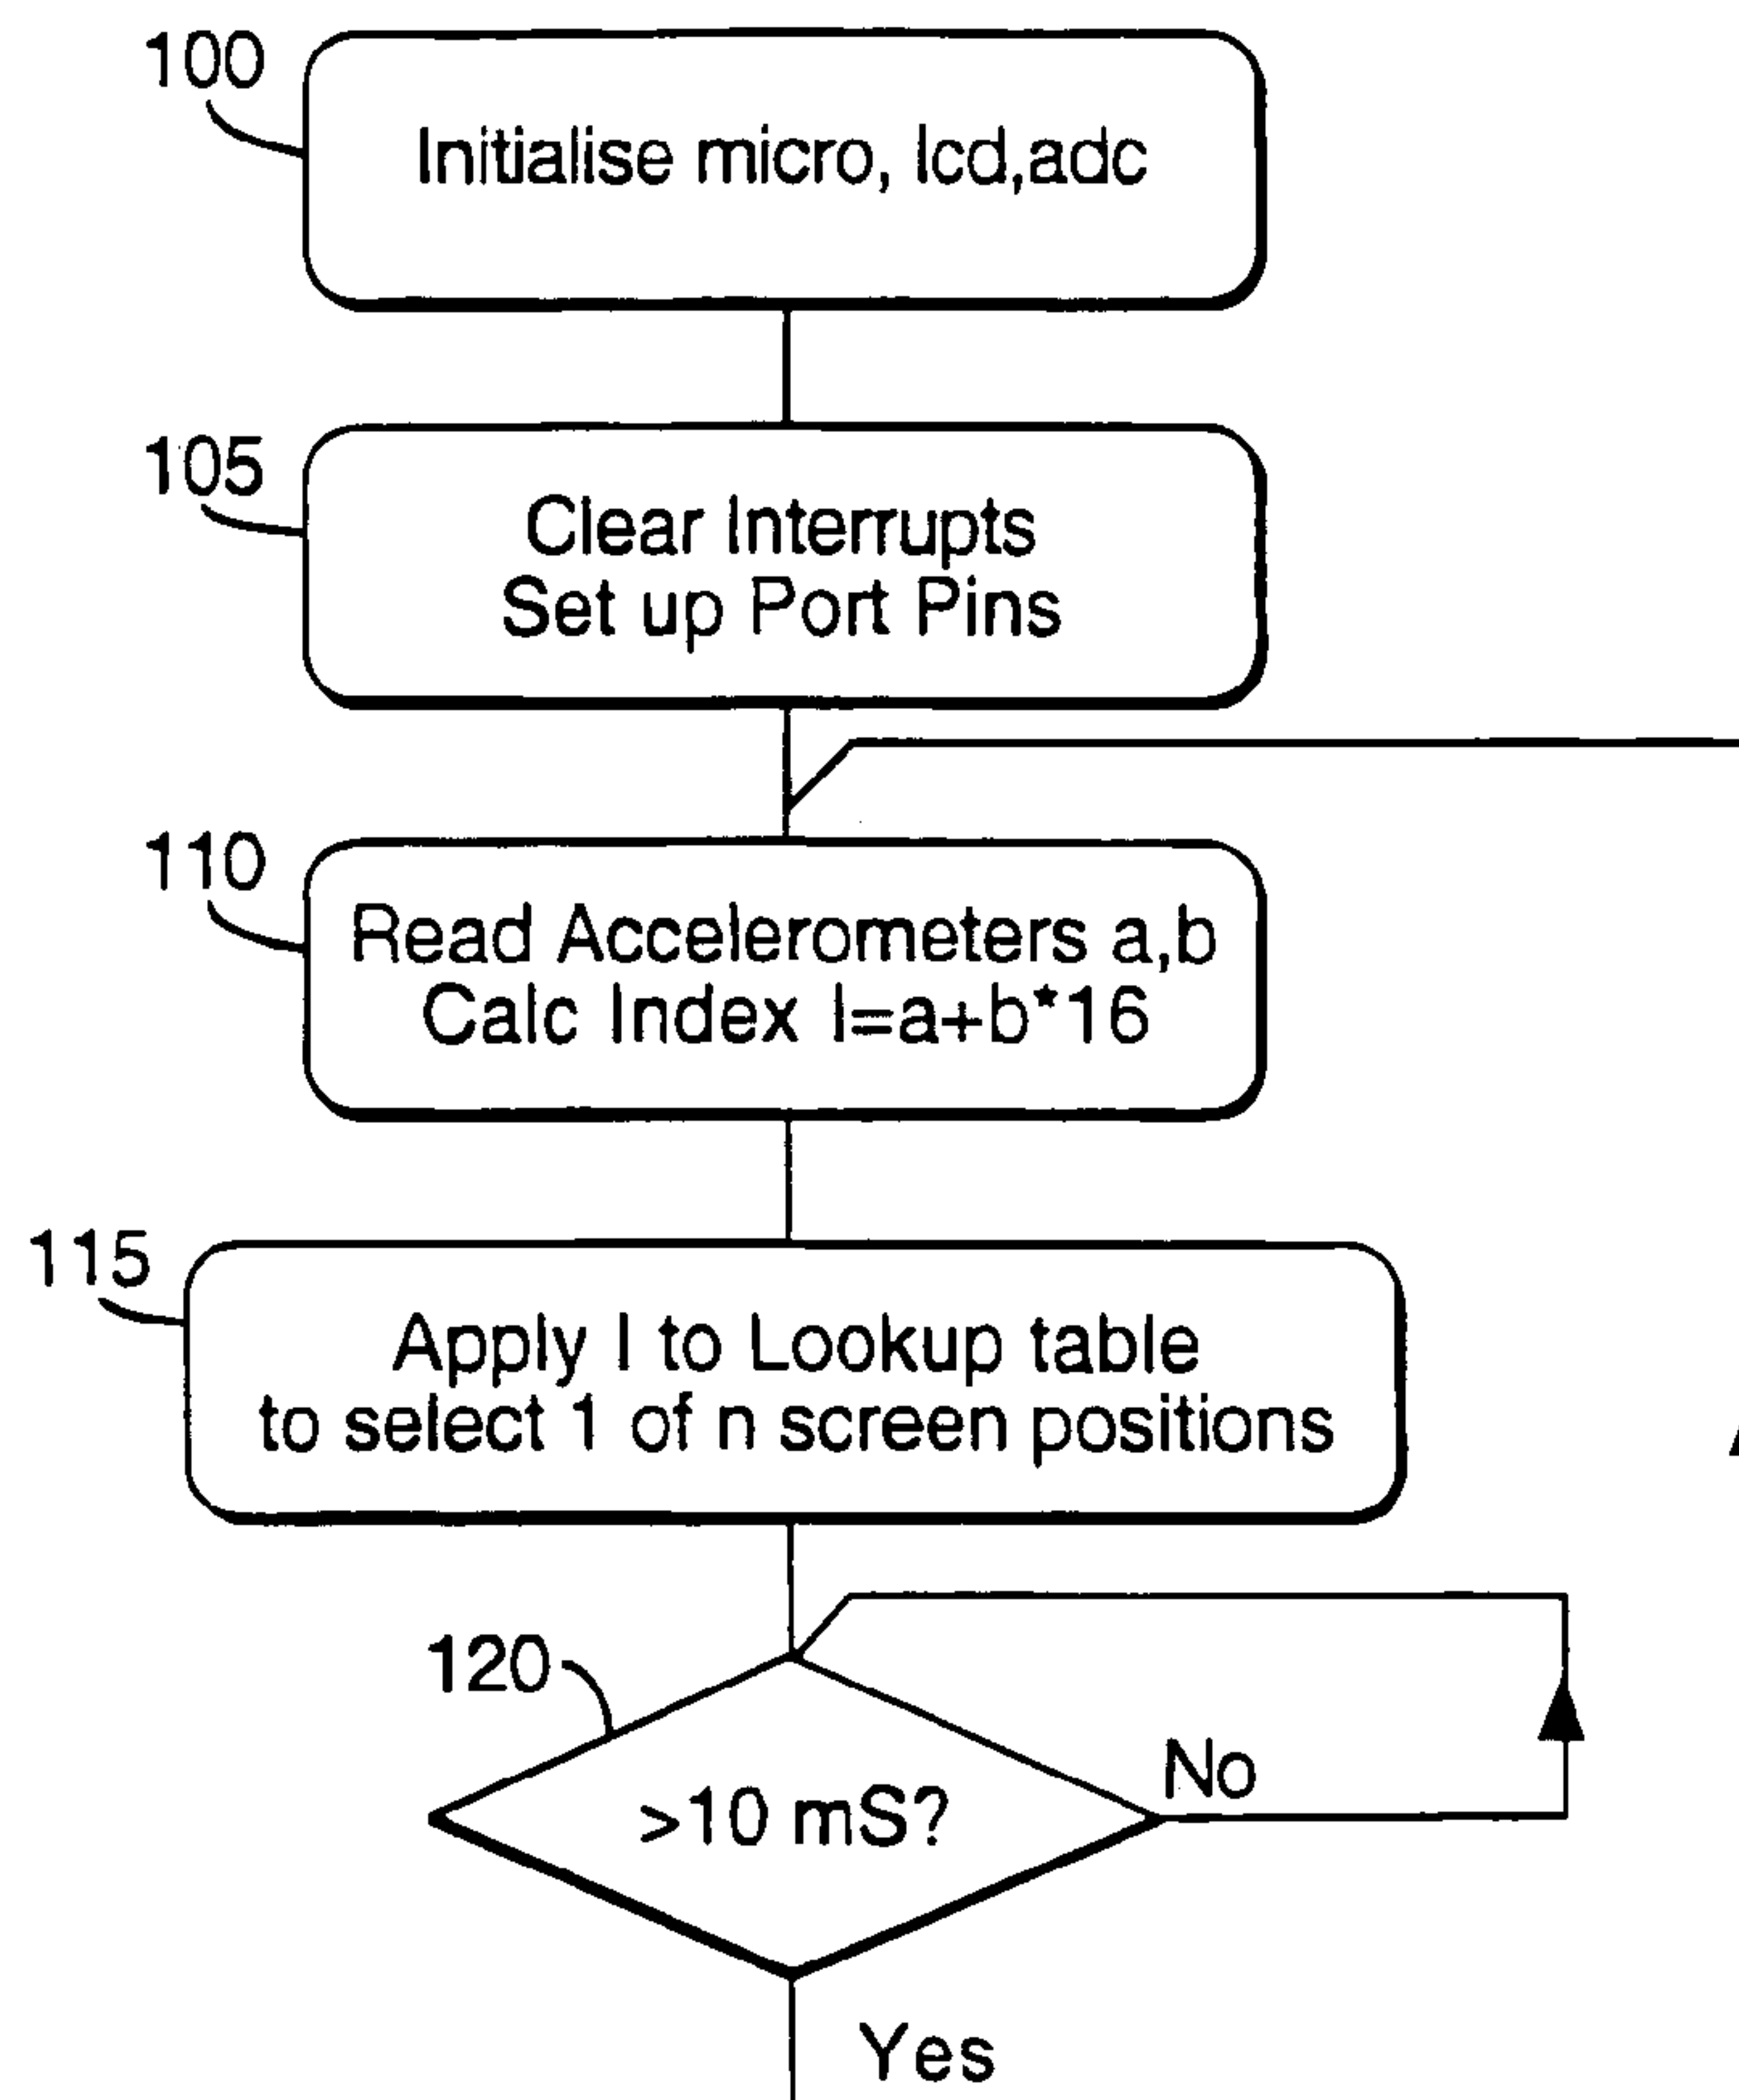 100
Initialise micro, lcd,adc
105
Clear Interrupts
Set up Port Pins
110
Read Accelerometers a,b
Calc Index I=a+b*16
115
Apply I to Lookup table
to select 1 of n screen positions
120
>10 mS?
No
Yes